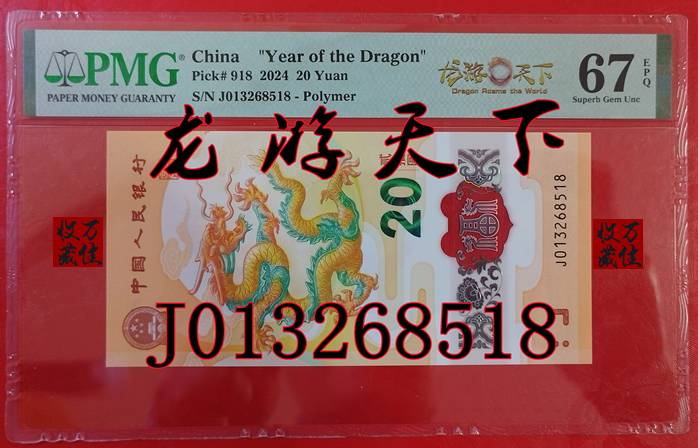 PMG
PAPER MONEY GUARANTY
China "Year of the Dragon"
Pick# 918 2024 20 Yuan
S/N J013268518 - Polymer
龙游天下
Dragon Roams the World
67 EPQ
Superb Gem Unc
龙游天下
中国人民银行
20
福
J013268518
万佳收藏
万佳收藏
J013268518